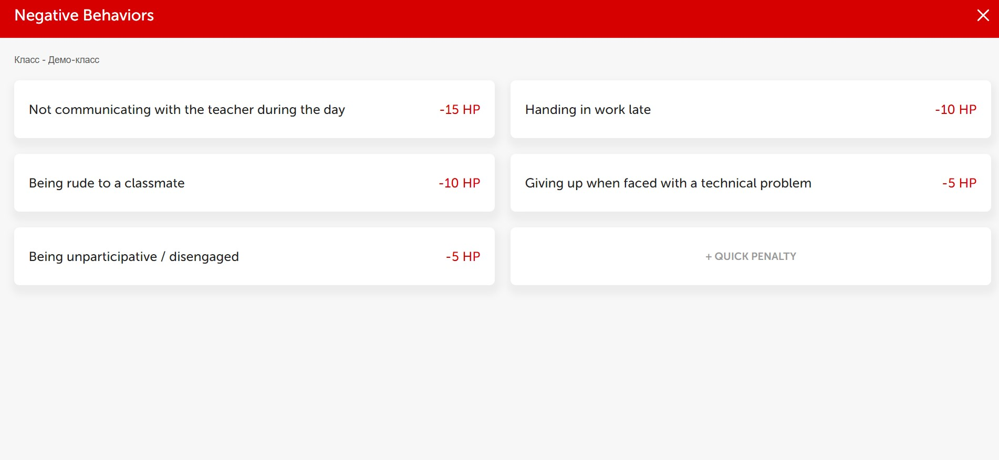 Negative Behaviors
Класс - Демо-класс
Not communicating with the teacher during the day -15 HP
Handing in work late -10 HP
Being rude to a classmate -10 HP
Giving up when faced with a technical problem -5 HP
Being unparticipative / disengaged -5 HP
+ QUICK PENALTY